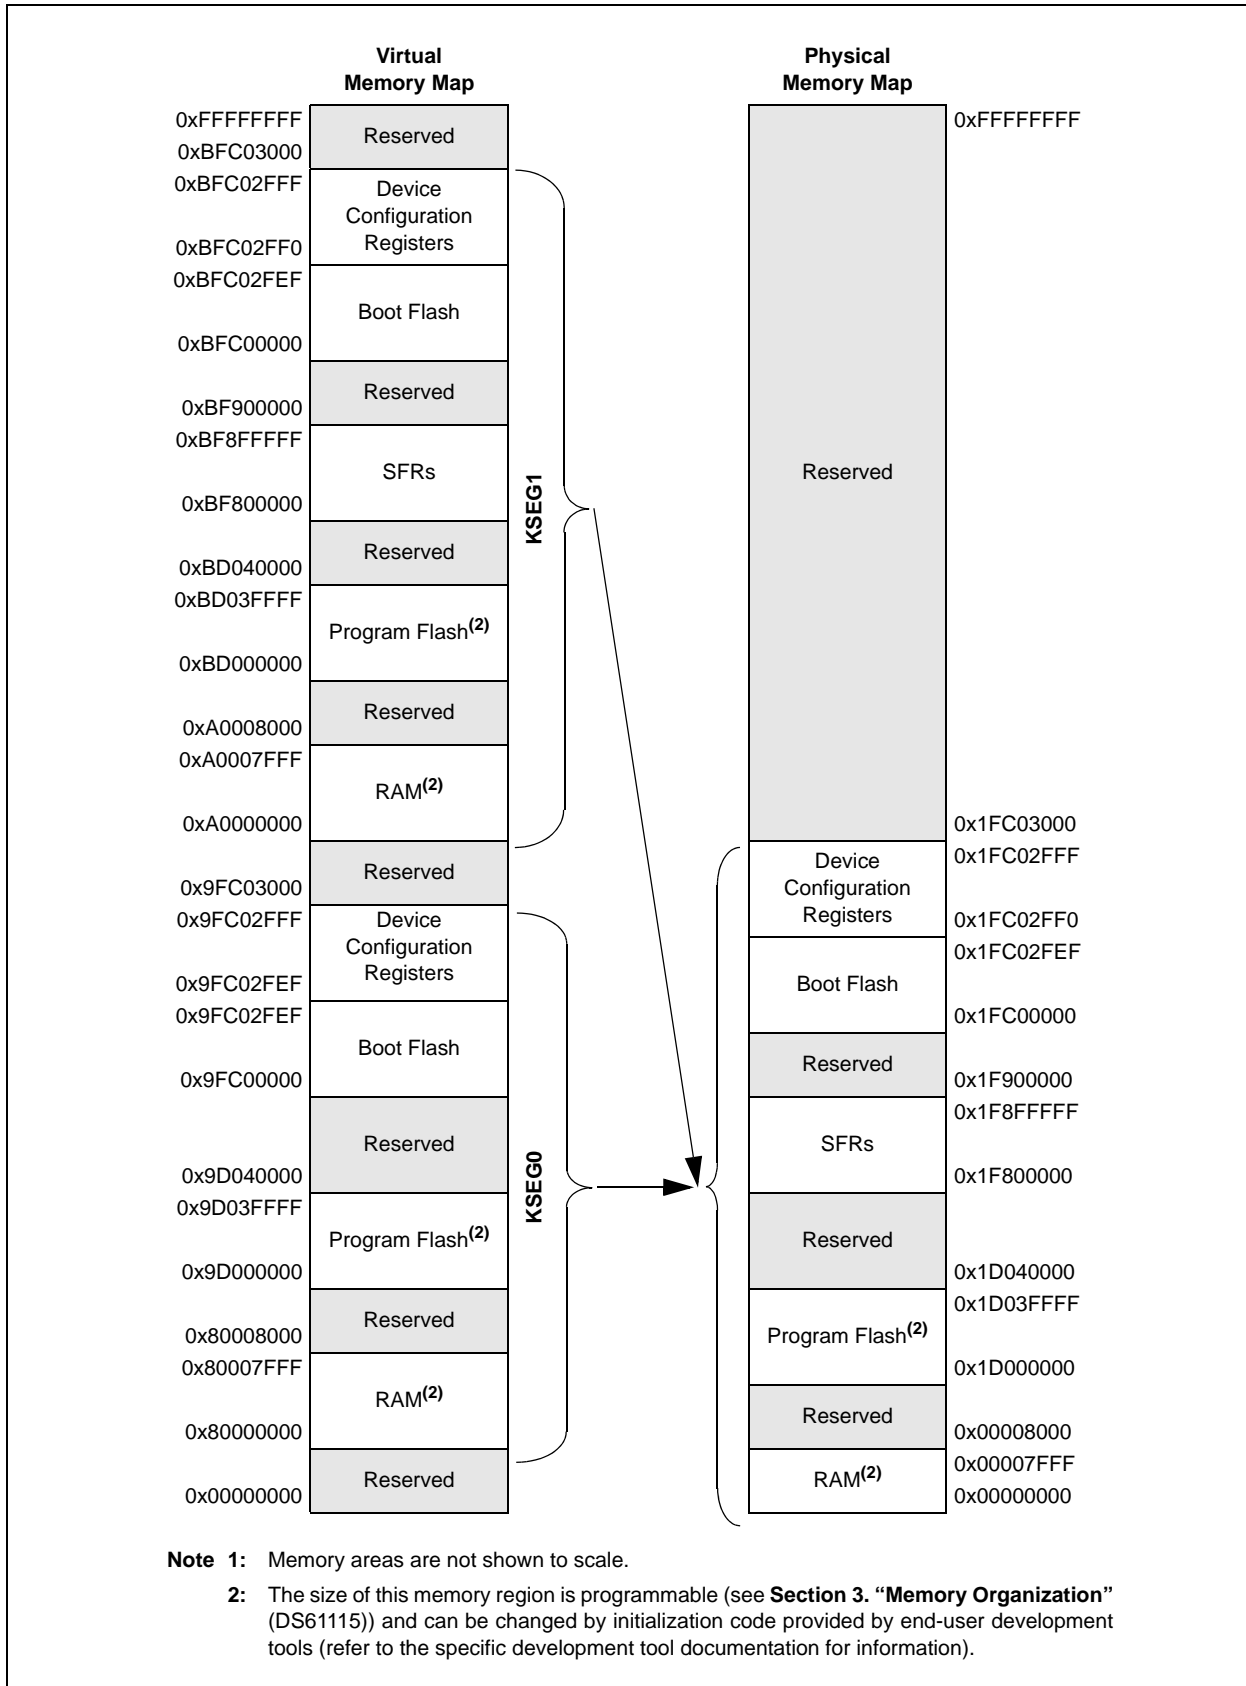 Virtual
Memory Map
0xFFFFFFFF
0xBFC03000
Reserved
0xBFC02FFF
0xBFC02FF0
Device
Configuration
Registers
0xBFC02FEF
0xBFC00000
Boot Flash
Reserved
0xBF900000
0xBF8FFFFF
0xBF800000
SFRs
Reserved
0xBD040000
0xBD03FFFF
0xBD000000
Program Flash(2)
Reserved
0xA0008000
0xA0007FFF
0xA0000000
RAM(2)
KSEG1
Reserved
0x9FC03000
0x9FC02FFF
0x9FC02FEF
Device
Configuration
Registers
0x9FC02FEF
0x9FC00000
Boot Flash
Reserved
0x9D040000
0x9D03FFFF
0x9D000000
Program Flash(2)
Reserved
0x80008000
0x80007FFF
0x80000000
RAM(2)
KSEG0
Reserved
0x00000000
Physical
Memory Map
0xFFFFFFFF
Reserved
0x1FC03000
Device
Configuration
Registers
0x1FC02FFF
0x1FC02FF0
Boot Flash
0x1FC02FEF
0x1FC00000
Reserved
0x1F900000
SFRs
0x1F8FFFFF
0x1F800000
Reserved
0x1D040000
Program Flash(2)
0x1D03FFFF
0x1D000000
Reserved
0x00008000
RAM(2)
0x00007FFF
0x00000000
Note 1: Memory areas are not shown to scale.
2: The size of this memory region is programmable (see Section 3. “Memory Organization”
(DS61115)) and can be changed by initialization code provided by end-user development
tools (refer to the specific development tool documentation for information).